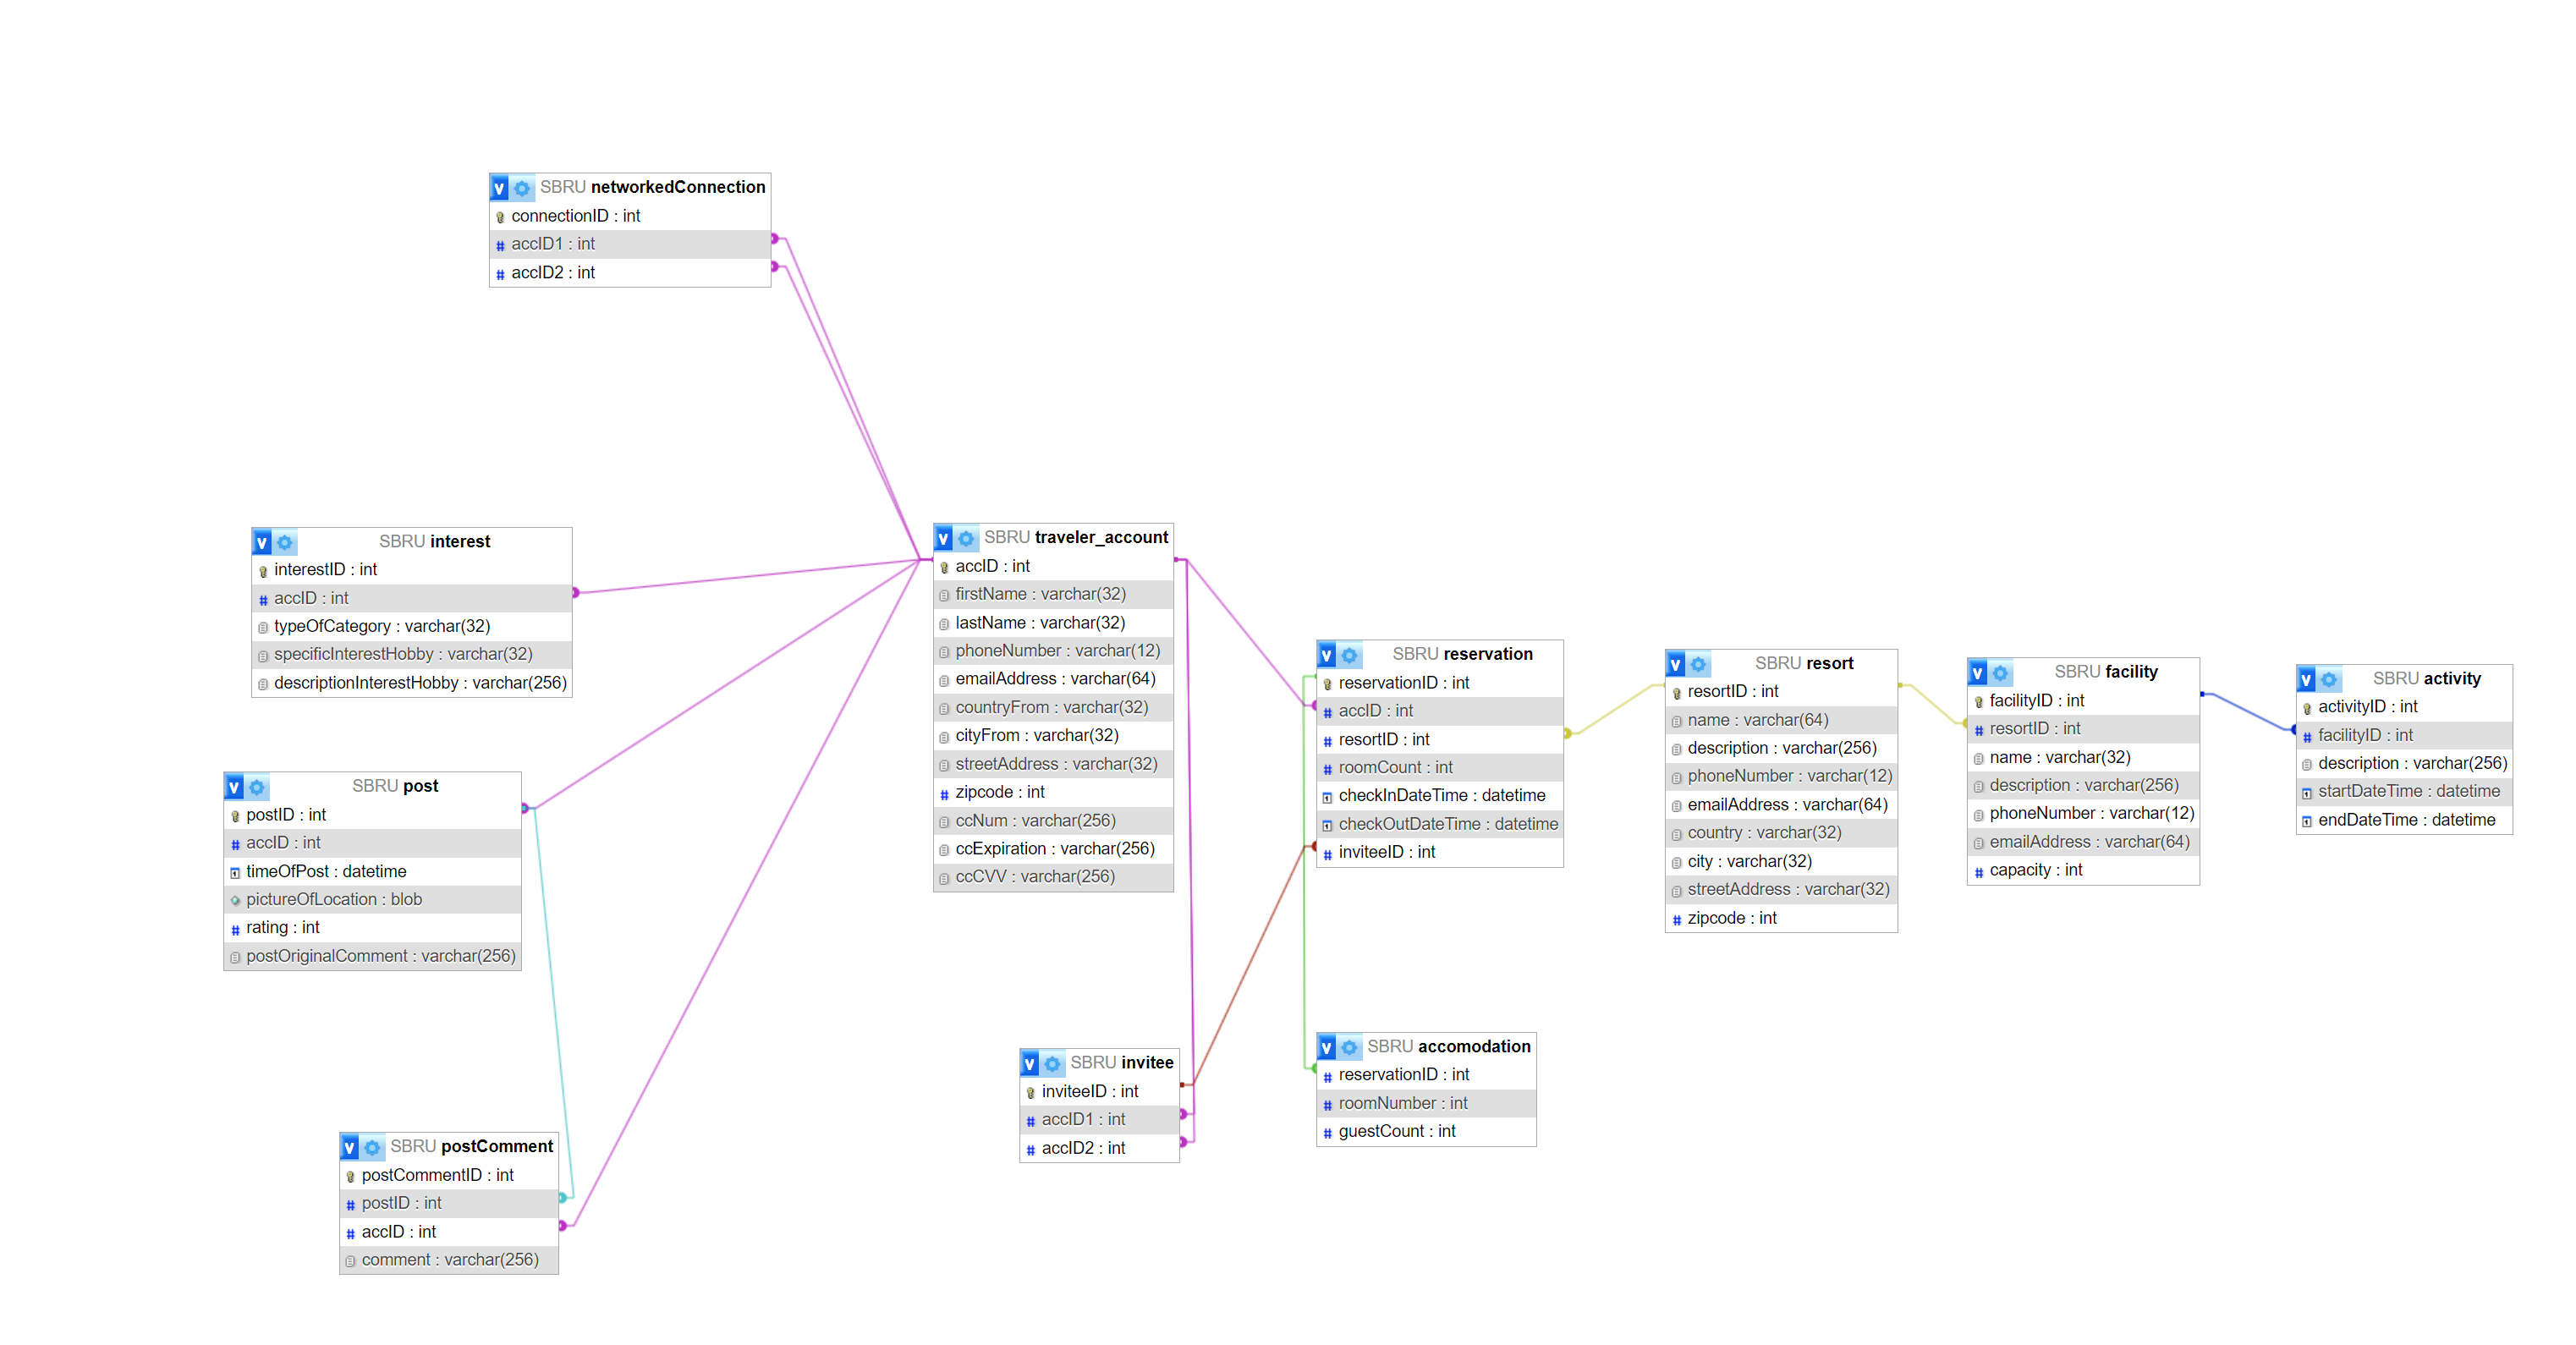 SBRU networkedConnection
connectionID : int
accID1 : int
accID2 : int
SBRU interest
interestID : int
accID : int
typeOfCategory : varchar(32)
specificInterestHobby : varchar(32)
descriptionInterestHobby : varchar(256)
SBRU post
postID : int
accID : int
timeOfPost : datetime
pictureOfLocation : blob
rating : int
postOriginalComment : varchar(256)
SBRU postComment
postCommentID : int
postID : int
accID : int
comment : varchar(256)
SBRU traveler_account
accID : int
firstName : varchar(32)
lastName : varchar(32)
phoneNumber : varchar(12)
emailAddress : varchar(64)
countryFrom : varchar(32)
cityFrom : varchar(32)
streetAddress : varchar(32)
zipcode : int
ccNum : varchar(256)
ccExpiration : varchar(256)
ccCVV : varchar(256)
SBRU invitee
inviteeID : int
accID1 : int
accID2 : int
SBRU reservation
reservationID : int
accID : int
resortID : int
roomCount : int
checkInDateTime : datetime
checkOutDateTime : datetime
inviteeID : int
SBRU accomodation
reservationID : int
roomNumber : int
guestCount : int
SBRU resort
resortID : int
name : varchar(64)
description : varchar(256)
phoneNumber : varchar(12)
emailAddress : varchar(64)
country : varchar(32)
city : varchar(32)
streetAddress : varchar(32)
zipcode : int
SBRU facility
facilityID : int
resortID : int
name : varchar(32)
description : varchar(256)
phoneNumber : varchar(12)
emailAddress : varchar(64)
capacity : int
SBRU activity
activityID : int
facilityID : int
description : varchar(256)
startDateTime : datetime
endDateTime : datetime